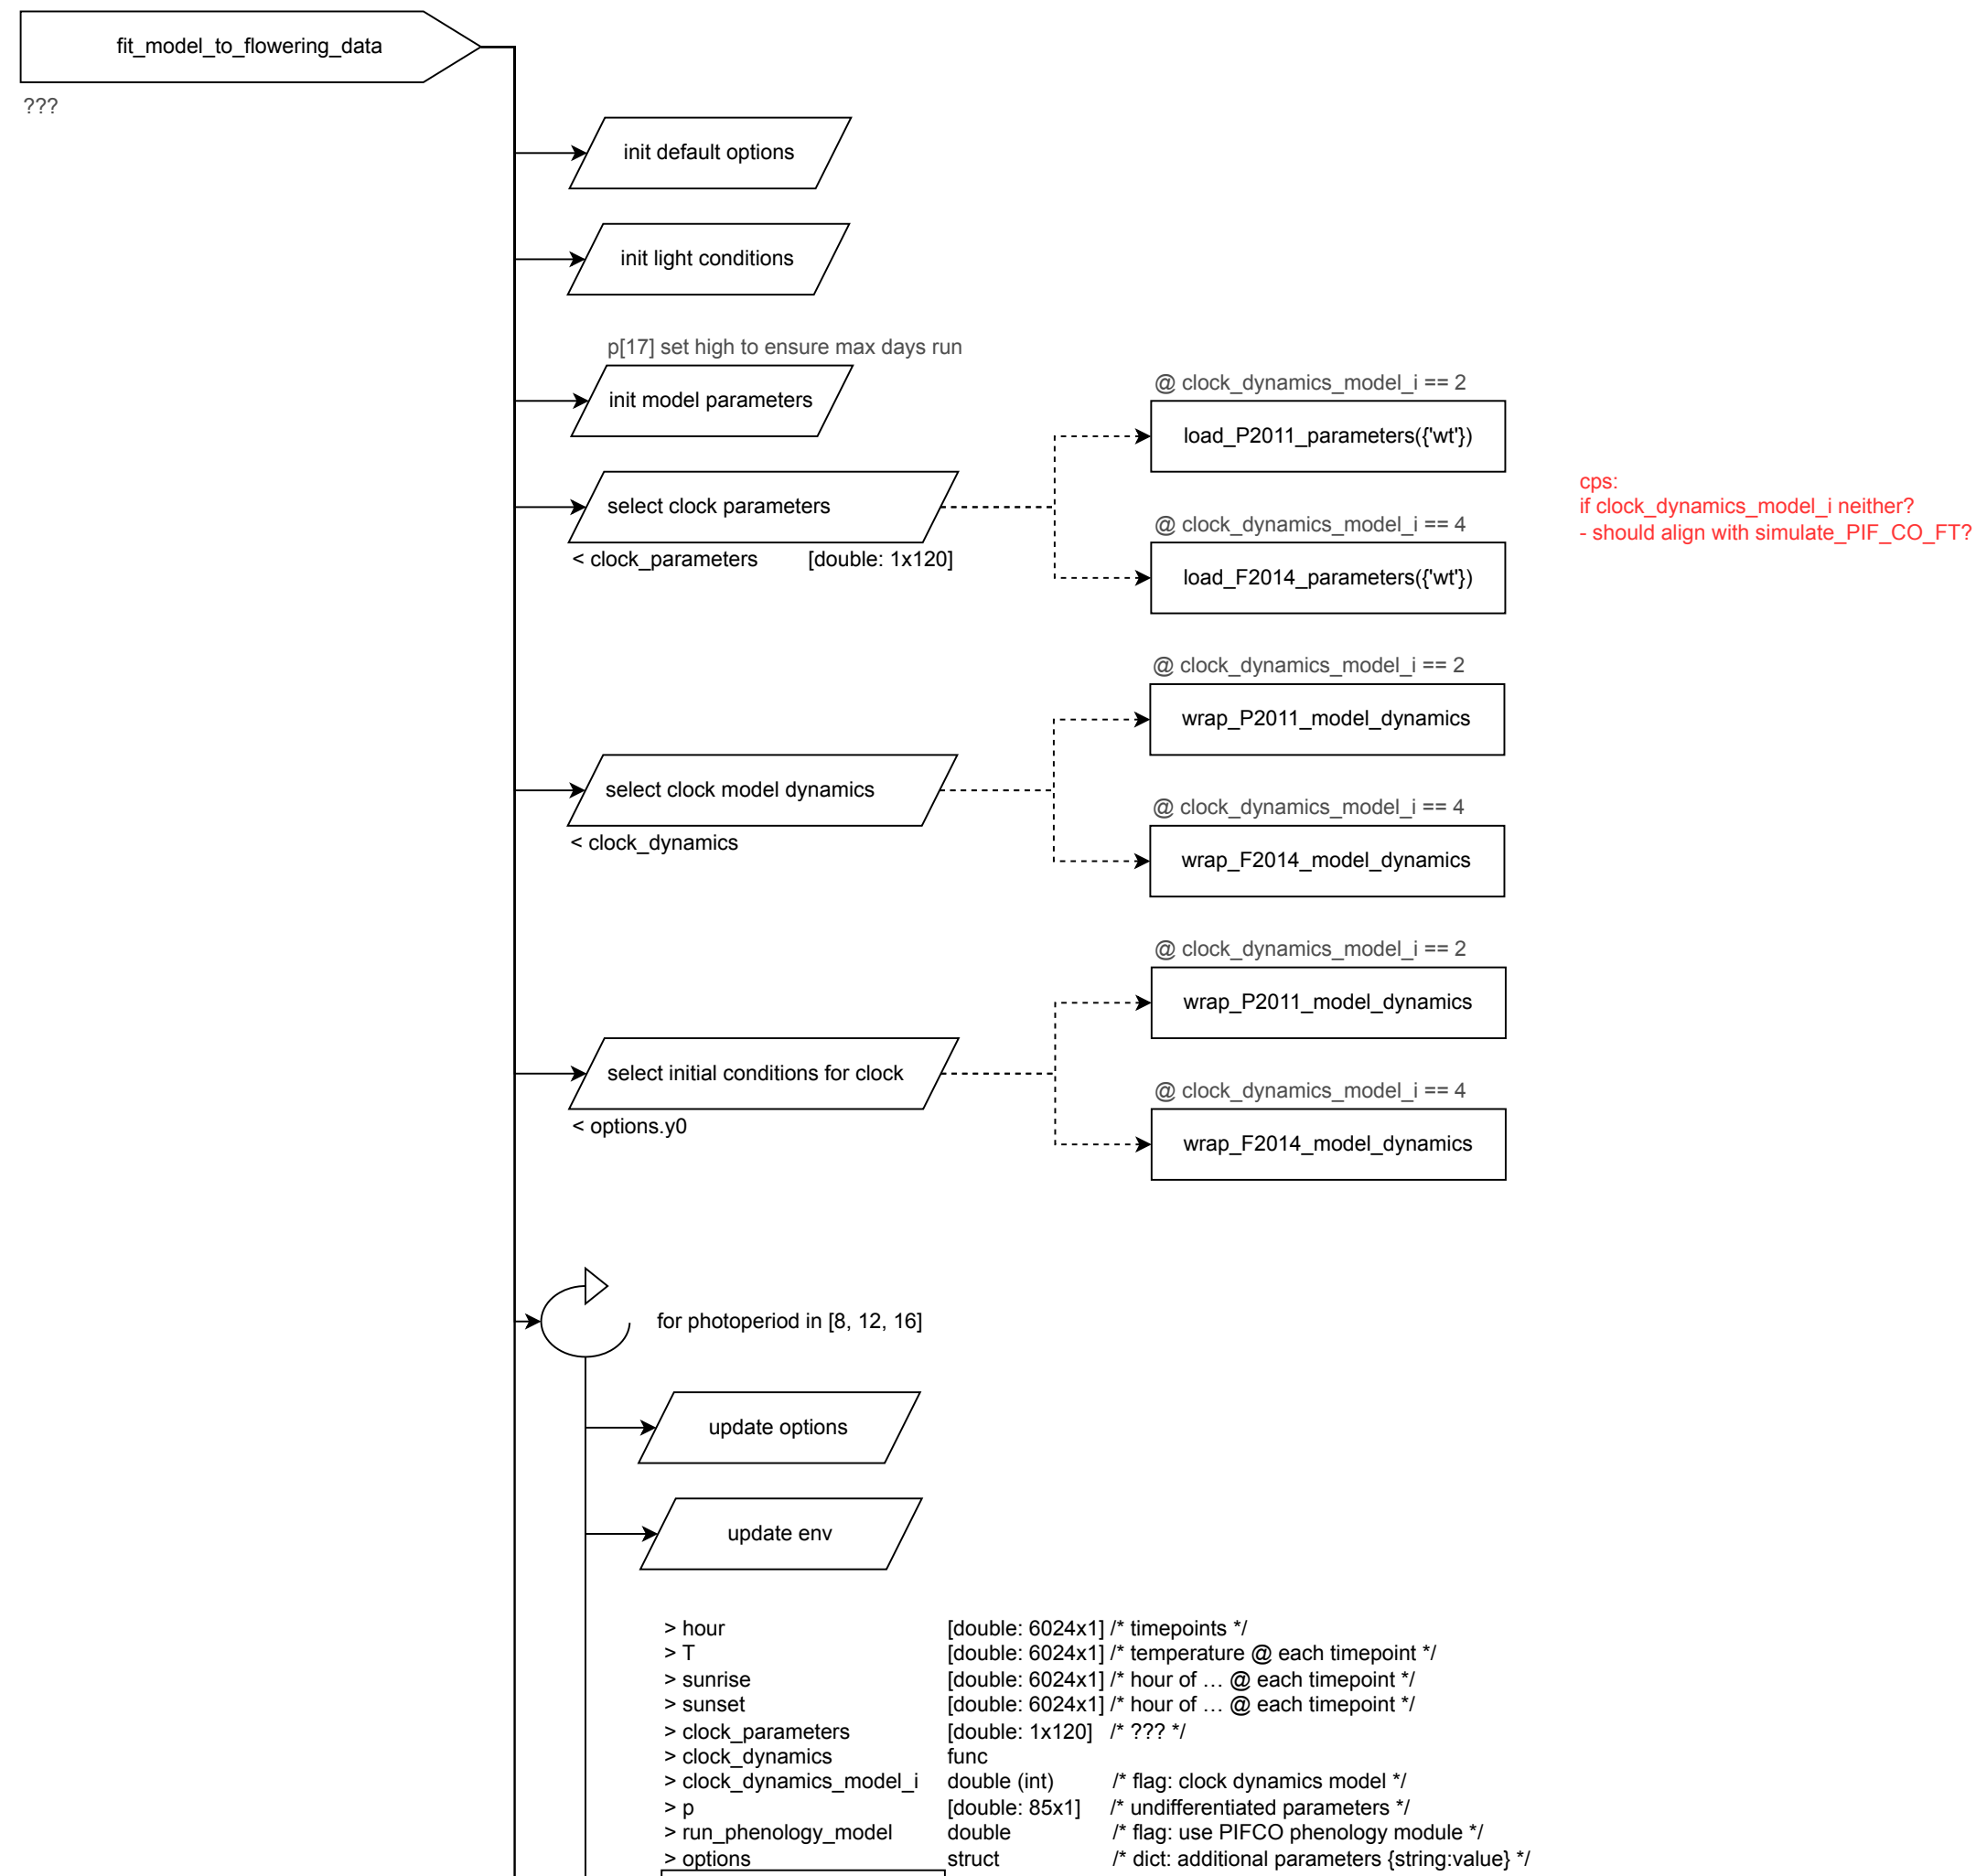 fit_model_to_flowering_data
???
init default options
init light conditions
p[17] set high to ensure max days run
init model parameters
@ clock_dynamics_model_i == 2
load_P2011_parameters({'wt'})
select clock parameters
< clock_parameters [double: 1x120]
@ clock_dynamics_model_i == 4
load_F2014_parameters({'wt'})
cps:
if clock_dynamics_model_i neither?
- should align with simulate_PIF_CO_FT?
@ clock_dynamics_model_i == 2
wrap_P2011_model_dynamics
select clock model dynamics
< clock_dynamics
@ clock_dynamics_model_i == 4
wrap_F2014_model_dynamics
@ clock_dynamics_model_i == 2
wrap_P2011_model_dynamics
select initial conditions for clock
< options.y0
@ clock_dynamics_model_i == 4
wrap_F2014_model_dynamics
for photoperiod in [8, 12, 16]
update options
update env
> hour [double: 6024x1] /* timepoints */
> T [double: 6024x1] /* temperature @ each timepoint */
> sunrise [double: 6024x1] /* hour of … @ each timepoint */
> sunset [double: 6024x1] /* hour of … @ each timepoint */
> clock_parameters [double: 1x120] /* ??? */
> clock_dynamics func
> clock_dynamics_model_i double (int) /* flag: clock dynamics model */
> p [double: 85x1] /* undifferentiated parameters */
> run_phenology_model double /* flag: use PIFCO phenology module */
> options struct /* dict: additional parameters {string:value} */